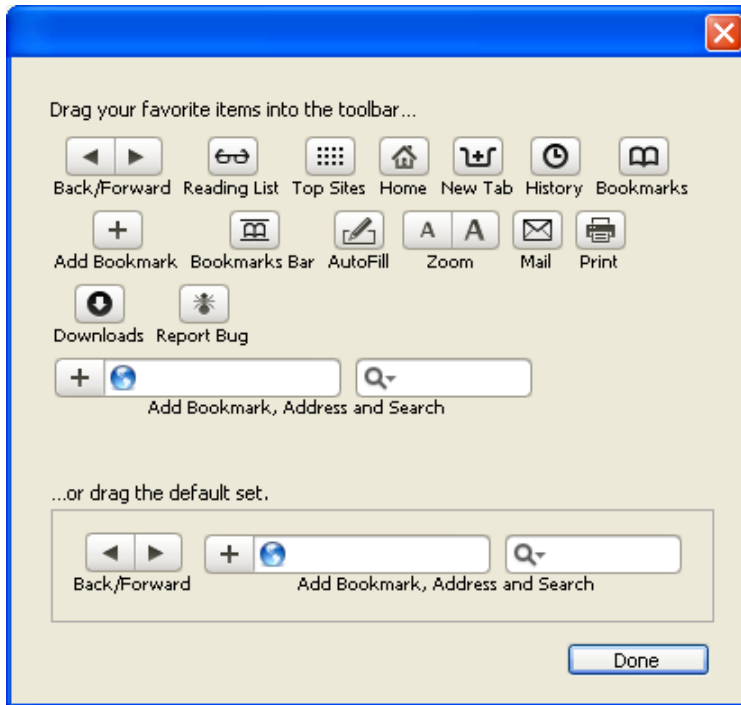 Drag your favorite items into the toolbar...
Back/Forward Reading List Top Sites Home New Tab History Bookmarks
A A
Add Bookmark Bookmarks Bar AutoFill Zoom Mail Print
Downloads Report Bug
Add Bookmark, Address and Search
...or drag the default set.
Back/Forward Add Bookmark, Address and Search
Done